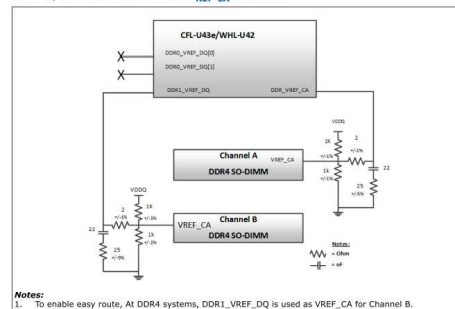 REF_CA
CFL-U43e/WHL-U42
DDR0_VREF_DQ[0]
DDR0_VREF_DQ[1]
DDR1_VREF_DQ
DDR_VREF_CA
VDDQ
1K
+/-1%
2
+/-1%
Channel A
VREF_CA
DDR4 SO-DIMM
1k
+/-1%
22
25
+/-5%
VDDQ
2
+/-1%
1K
+/-1%
Channel B
VREF_CA
DDR4 SO-DIMM
22
1k
+/-1%
25
+/-5%
Notes:
= Ohm
= nF
Notes:
1. To enable easy route, At DDR4 systems, DDR1_VREF_DQ is used as VREF_CA for Channel B.